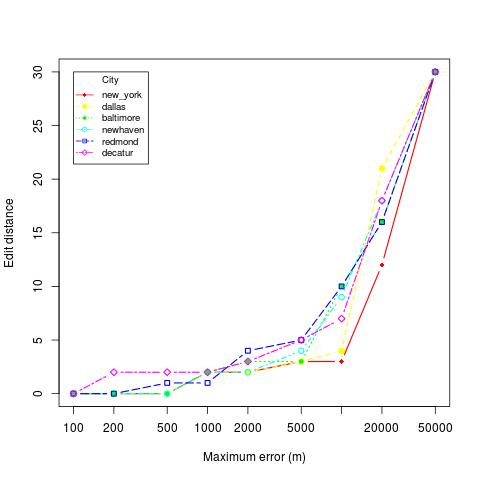 30
25
20
15
10
5
0
Edit distance
City
new_york
dallas
baltimore
newhaven
redmond
decatur
100 200 500 1000 2000 5000 20000 50000
Maximum error (m)